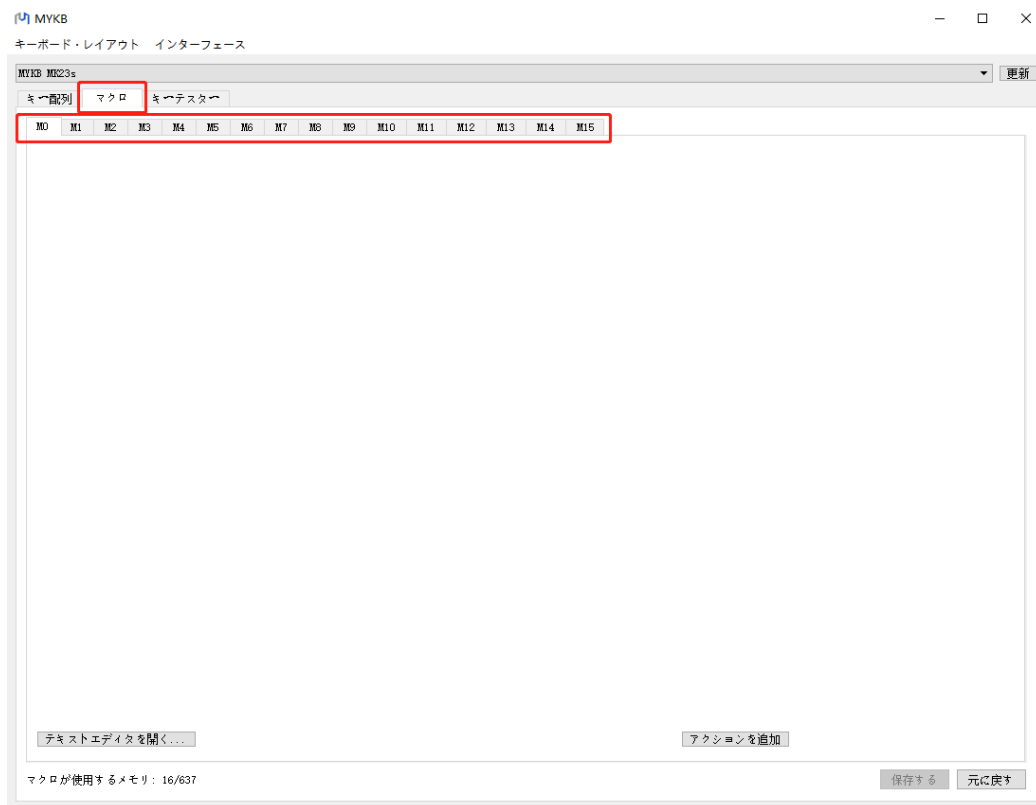 MYKB
キーボード・レイアウト インターフェース
MYKB MK23s 更新
キー配列 マクロ キーテスター
M0 M1 M2 M3 M4 M5 M6 M7 M8 M9 M10 M11 M12 M13 M14 M15
テキストエディタを開く... アクションを追加
マクロが使用するメモリ: 16/637 保存する 元に戻す